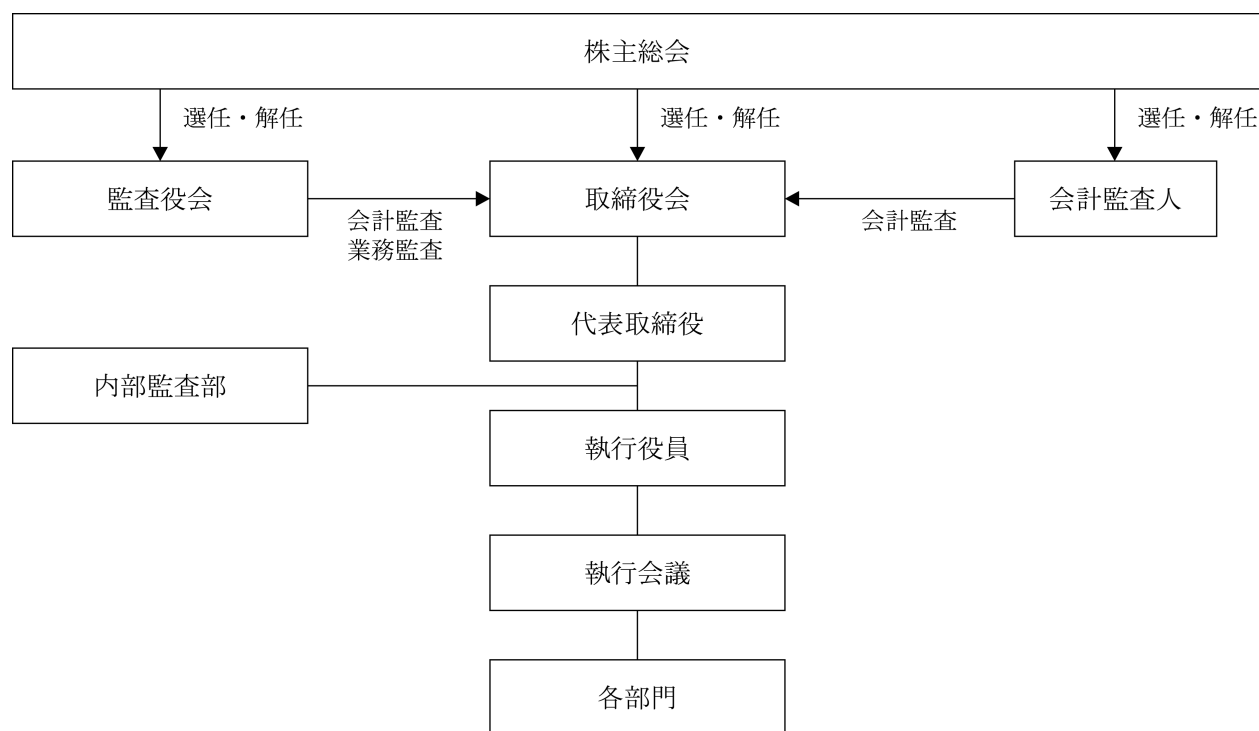 株主総会
選任・解任
選任・解任
選任・解任
監査役会
取締役会
会計監査人
会計監査
業務監査
会計監査
代表取締役
内部監査部
執行役員
執行会議
各部門